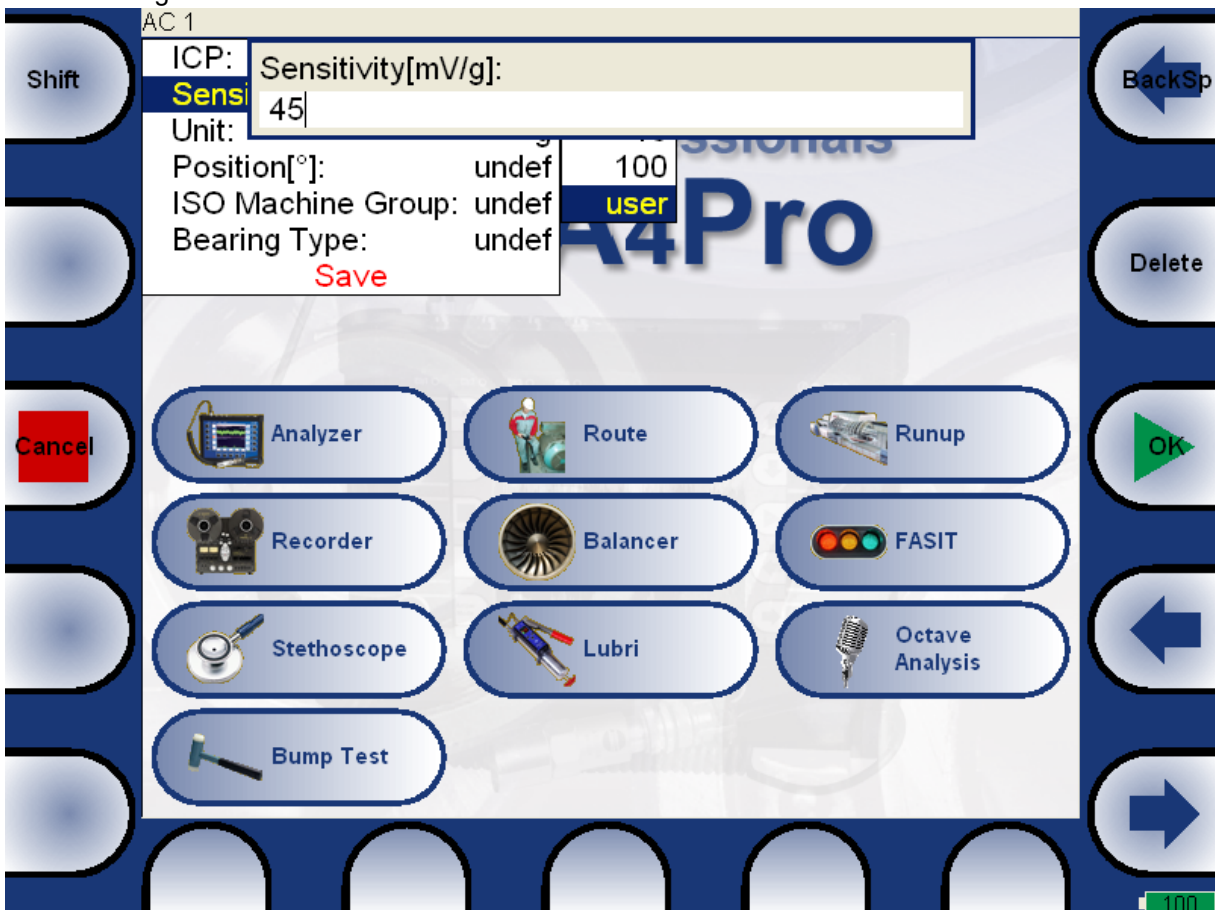 AC 1
Shift
ICP:
Sensitivity[mV/g]:
BackSp
Sensi
45
Unit:
Position[°]: undef 100
ISO Machine Group: undef user
Bearing Type: undef
Save
A4Pro
Delete
Cancel
Analyzer
Route
Runup
OK
Recorder
Balancer
FASIT
Stethoscope
Lubri
Octave
Analysis
Bump Test
100